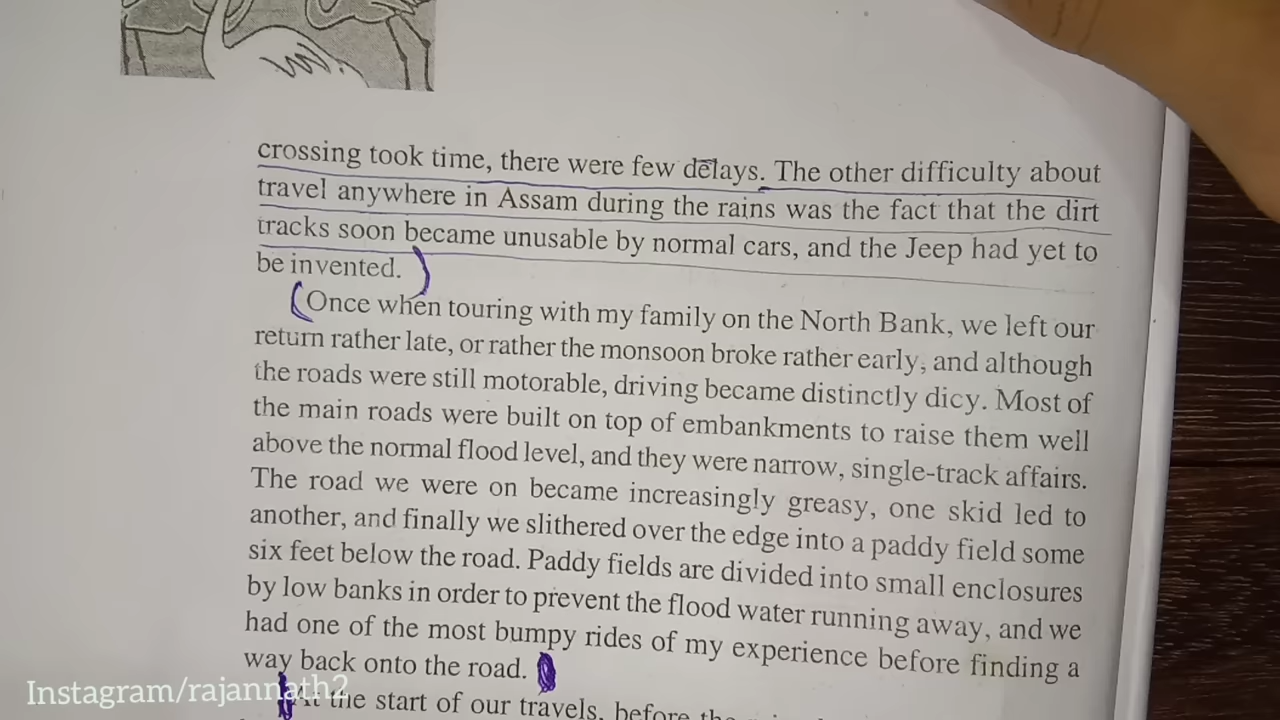 crossing took time, there were few delays. The other difficulty about
travel anywhere in Assam during the rains was the fact that the dirt
tracks soon became unusable by normal cars, and the Jeep had yet to
be invented.
Once when touring with my family on the North Bank, we left our
return rather late, or rather the monsoon broke rather early, and although
the roads were still motorable, driving became distinctly dicy. Most of
the main roads were built on top of embankments to raise them well
above the normal flood level, and they were narrow, single-track affairs.
The road we were on became increasingly greasy, one skid led to
another, and finally we slithered over the edge into a paddy field some
six feet below the road. Paddy fields are divided into small enclosures
by low banks in order to prevent the flood water running away, and we
had one of the most bumpy rides of my experience before finding a
way back onto the road.
At the start of our travels, before the
Instagram/rajannath2